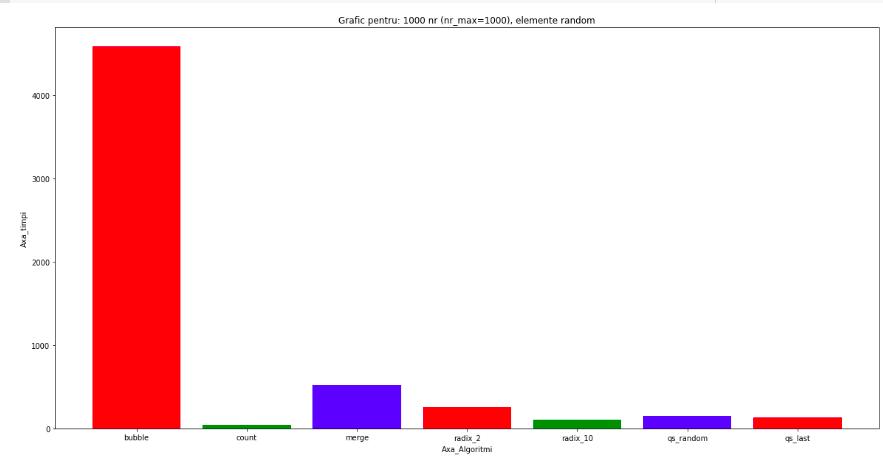 Grafic pentru: 1000 nr (nr_max=1000), elemente random
4000
3000
2000
1000
0
Axa_timpi
bubble count merge radix_2 radix_10 qs_random qs_last
Axa_Algoritmi